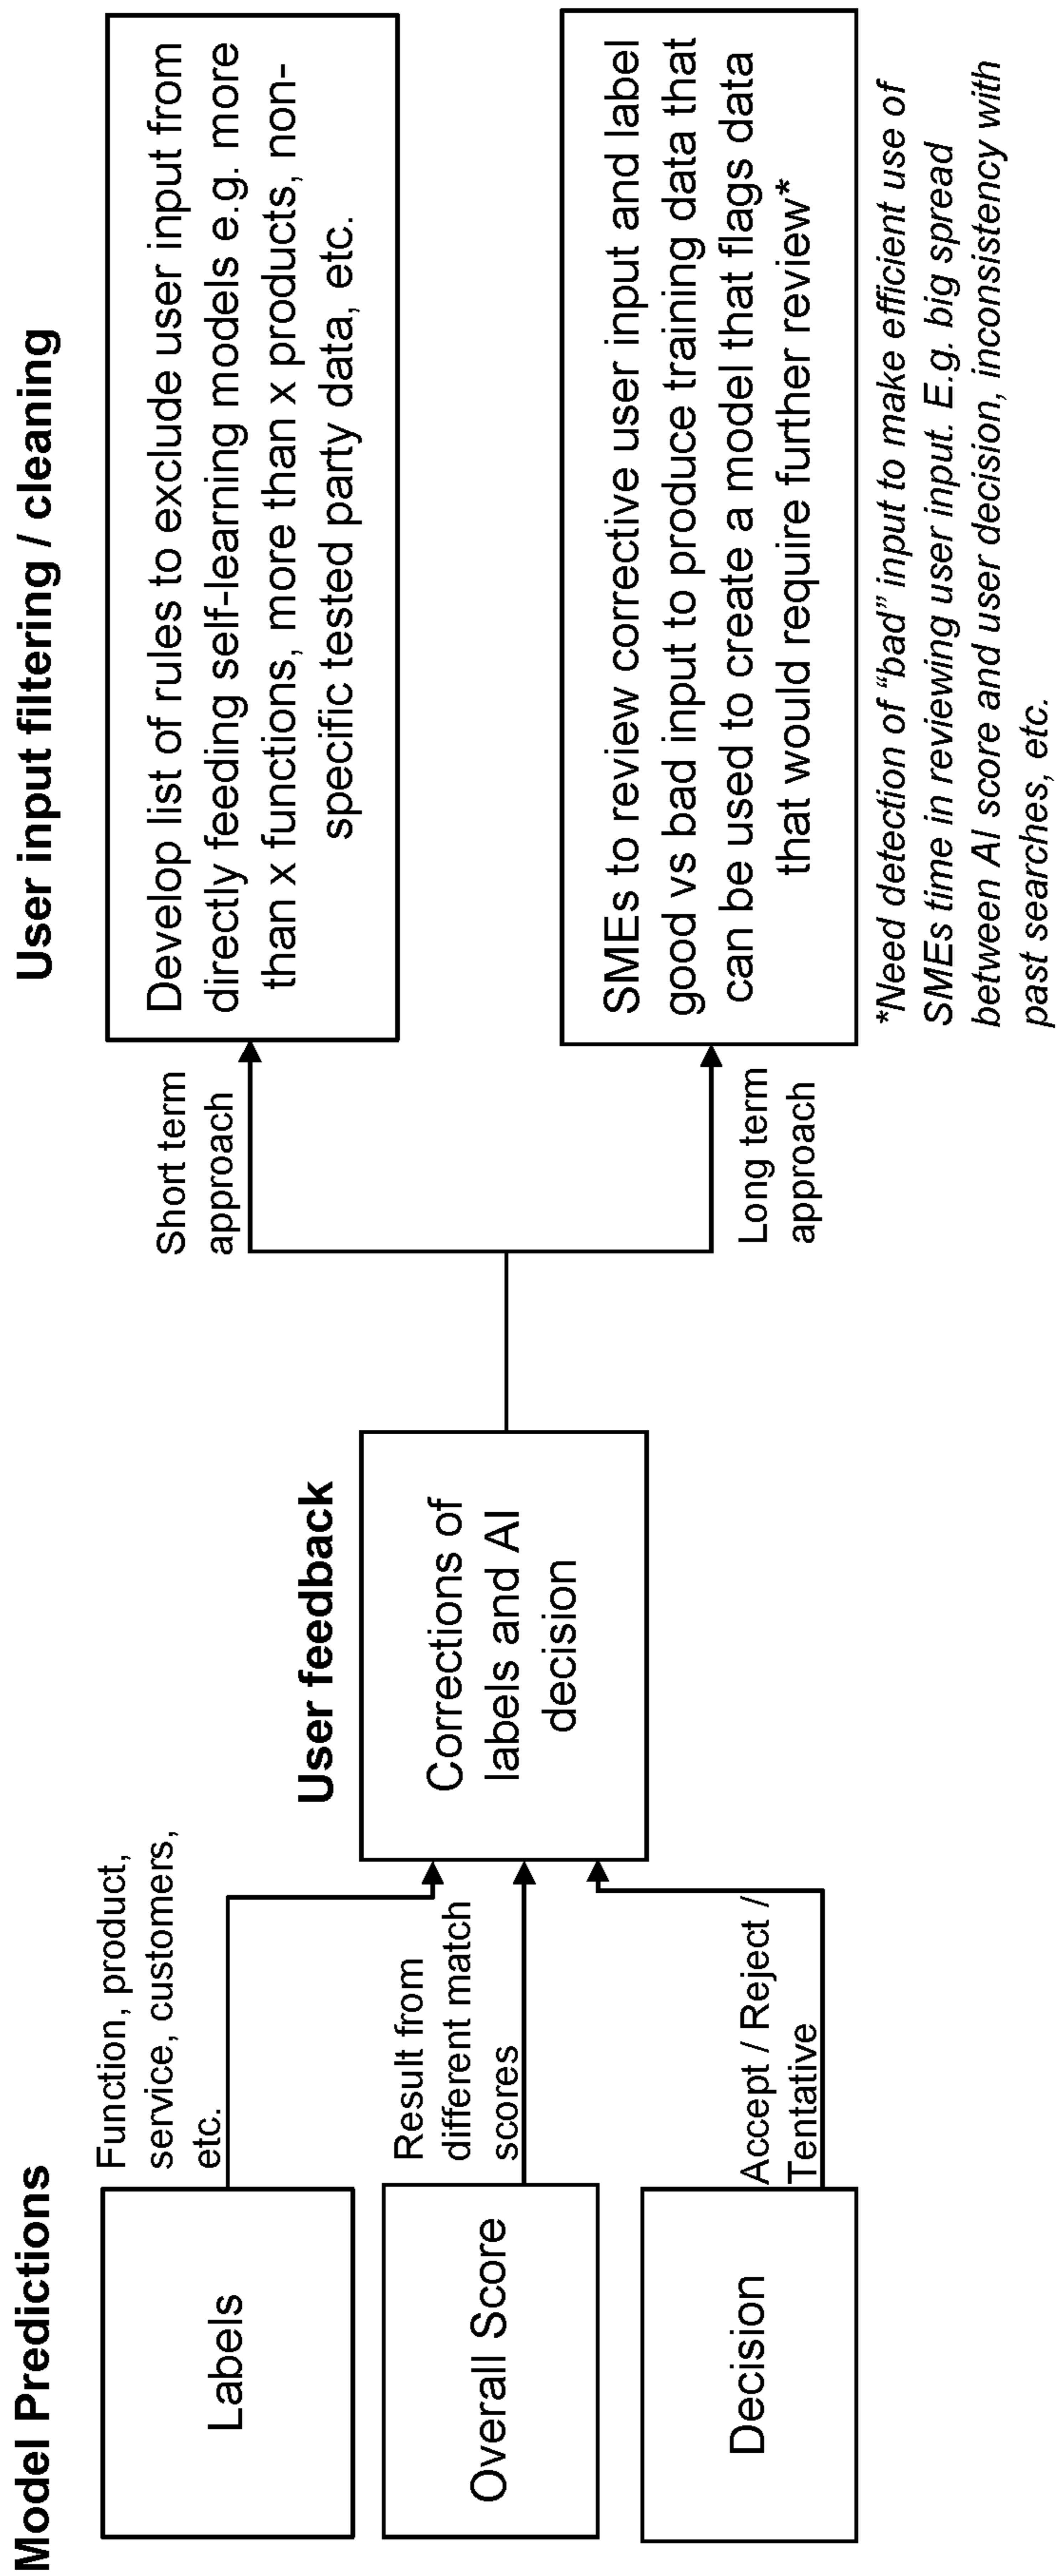 Model Predictions
Labels
Function, product,
service, customers,
etc.
Overall Score
Result from
different match
scores
Decision
Accept / Reject /
Tentative
User feedback
Corrections of
labels and AI
decision
Short term
approach
Long term
approach
User input filtering / cleaning
Develop list of rules to exclude user input from
directly feeding self-learning models e.g. more
than x functions, more than x products, non-
specific tested party data, etc.
SMEs to review corrective user input and label
good vs bad input to produce training data that
can be used to create a model that flags data
that would require further review*
*Need detection of “bad” input to make efficient use of
SMEs time in reviewing user input. E.g. big spread
between AI score and user decision, inconsistency with
past searches, etc.